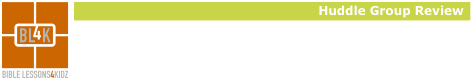 Huddle Group Review
BL4K
BIBLE LESSONS4KIDZ